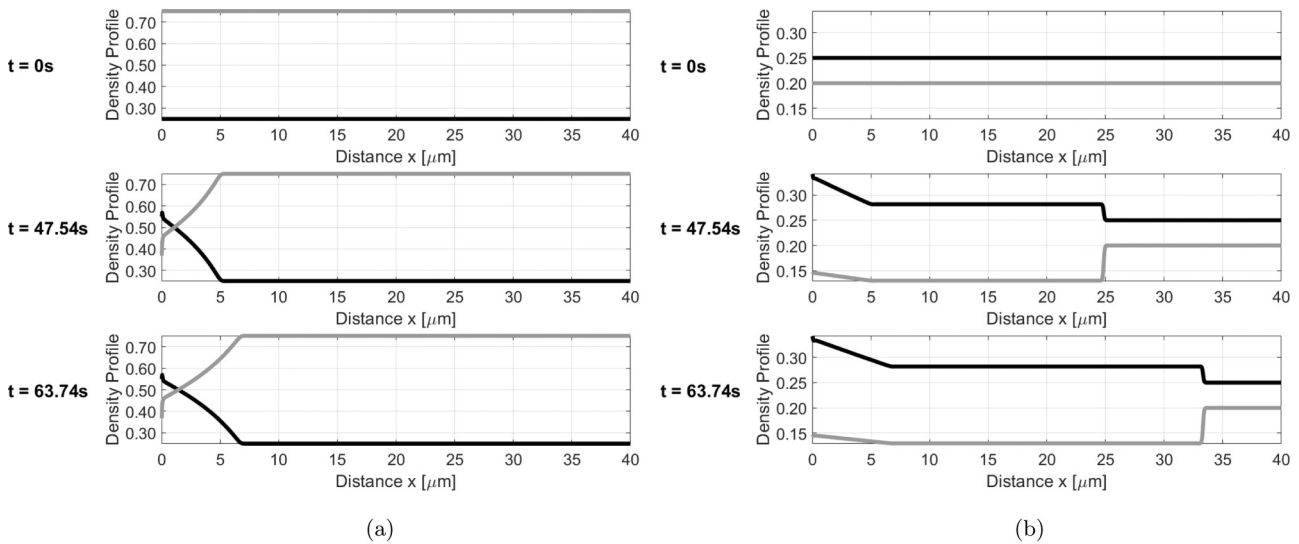 t = 0s
Density Profile
0.70
0.60
0.50
0.40
0.30
0 5 10 15 20 25 30 35 40
Distance x [μm]
t = 47.54s
Density Profile
0.70
0.60
0.50
0.40
0.30
0 5 10 15 20 25 30 35 40
Distance x [μm]
t = 63.74s
Density Profile
0.70
0.60
0.50
0.40
0.30
0 5 10 15 20 25 30 35 40
Distance x [μm]
(a)
t = 0s
Density Profile
0.30
0.25
0.20
0.15
0 5 10 15 20 25 30 35 40
Distance x [μm]
t = 47.54s
Density Profile
0.30
0.25
0.20
0.15
0 5 10 15 20 25 30 35 40
Distance x [μm]
t = 63.74s
Density Profile
0.30
0.25
0.20
0.15
0 5 10 15 20 25 30 35 40
Distance x [μm]
(b)